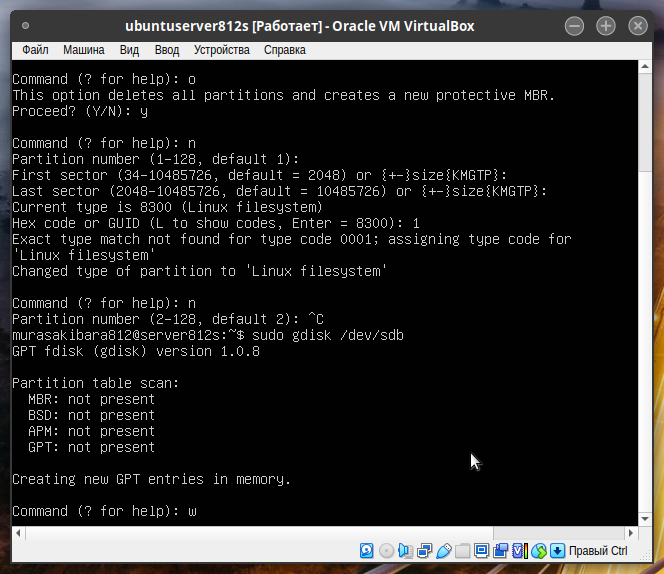 ubuntuserver812s [Работает] - Oracle VM VirtualBox
Файл Машина Вид Ввод Устройства Справка
Command (? for help): o
This option deletes all partitions and creates a new protective MBR.
Proceed? (Y/N): y
Command (? for help): n
Partition number (1-128, default 1):
First sector (34-10485726, default = 2048) or {+-}size{KMGTP}:
Last sector (2048-10485726, default = 10485726) or {+-}size{KMGTP}:
Current type is 8300 (Linux filesystem)
Hex code or GUID (L to show codes, Enter = 8300): 1
Exact type match not found for type code 0001; assigning type code for
'Linux filesystem'
Changed type of partition to 'Linux filesystem'
Command (? for help): n
Partition number (2-128, default 2): ^C
murasakibara812@server812s:~$ sudo gdisk /dev/sdb
GPT fdisk (gdisk) version 1.0.8
Partition table scan:
MBR: not present
BSD: not present
APM: not present
GPT: not present
Creating new GPT entries in memory.
Command (? for help): w
Правый Ctrl